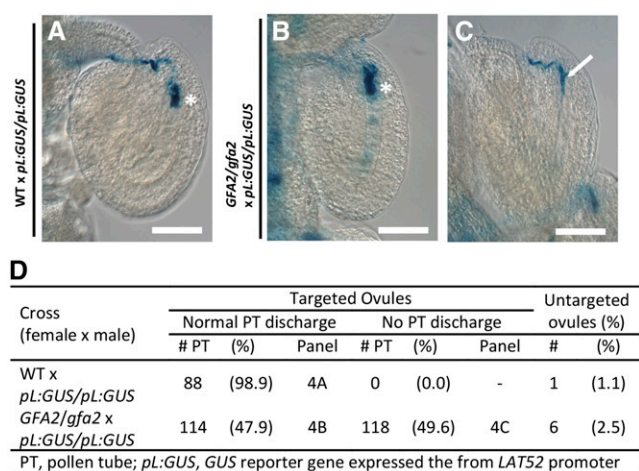 A
B
C
WT x pL:GUS/pL:GUS
*
GFA2/gfa2
x pL:GUS/pL:GUS
*
D
Cross
(female x male)
Targeted Ovules
Untargeted
ovules (%)
Normal PT discharge
No PT discharge
# PT (%) Panel # PT (%) Panel # (%)
WT x
pL:GUS/pL:GUS
88 (98.9) 4A 0 (0.0) - 1 (1.1)
GFA2/gfa2 x
pL:GUS/pL:GUS
114 (47.9) 4B 118 (49.6) 4C 6 (2.5)
PT, pollen tube; pL:GUS, GUS reporter gene expressed the from LAT52 promoter